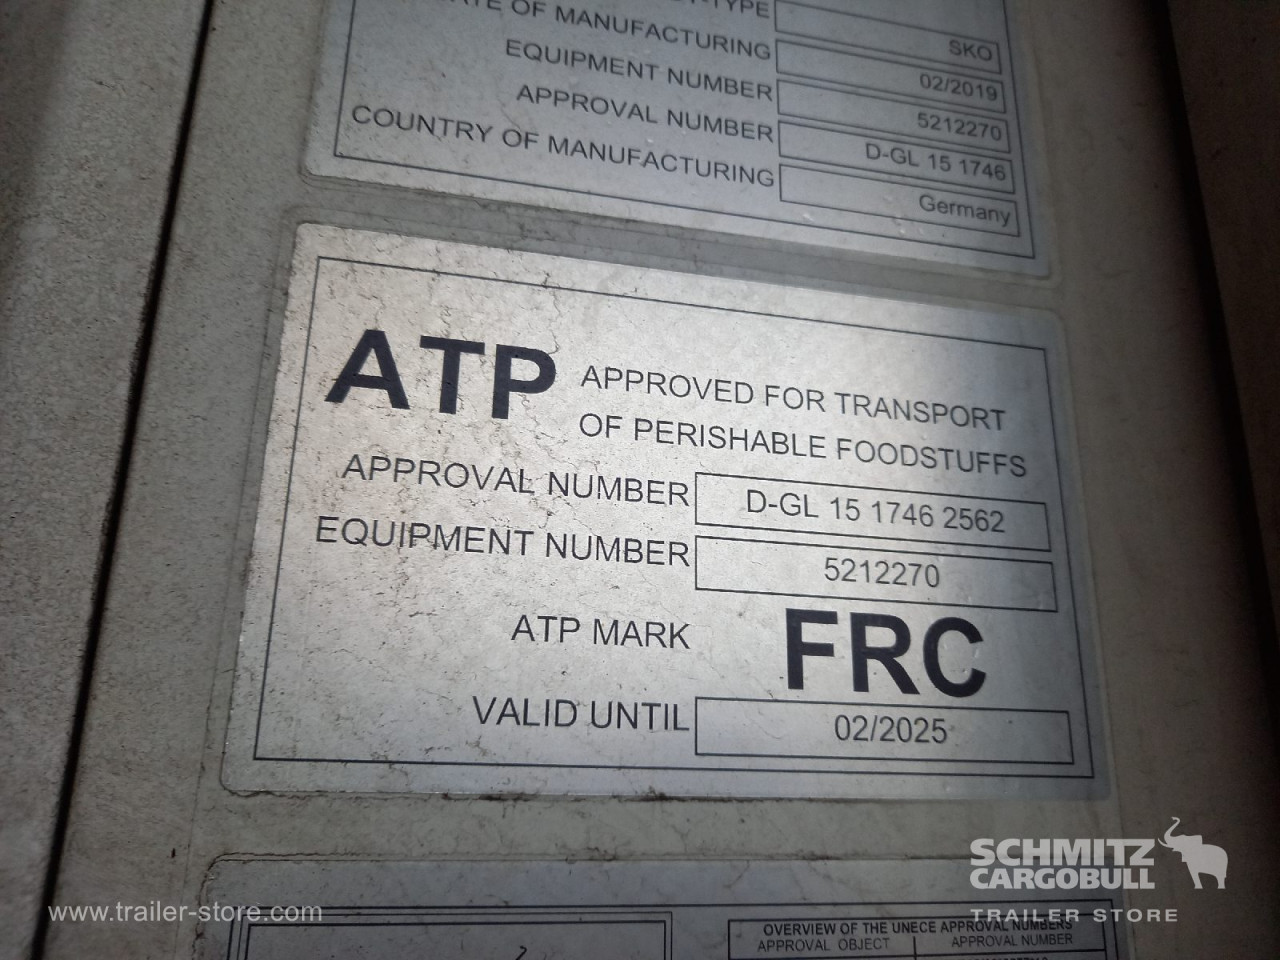 TYPE SKO
OF MANUFACTURING 02/2019
EQUIPMENT NUMBER 5212270
APPROVAL NUMBER D-GL 15 1746
COUNTRY OF MANUFACTURING Germany
ATP APPROVED FOR TRANSPORT
OF PERISHABLE FOODSTUFFS
APPROVAL NUMBER D-GL 15 1746 2562
EQUIPMENT NUMBER 5212270
ATP MARK FRC
VALID UNTIL 02/2025
SCHMITZ
CARGOBULL
TRAILER STORE
www.trailer-store.com
OVERVIEW OF THE UNECE APPROVAL NUMBERS
APPROVAL OBJECT APPROVAL NUMBER